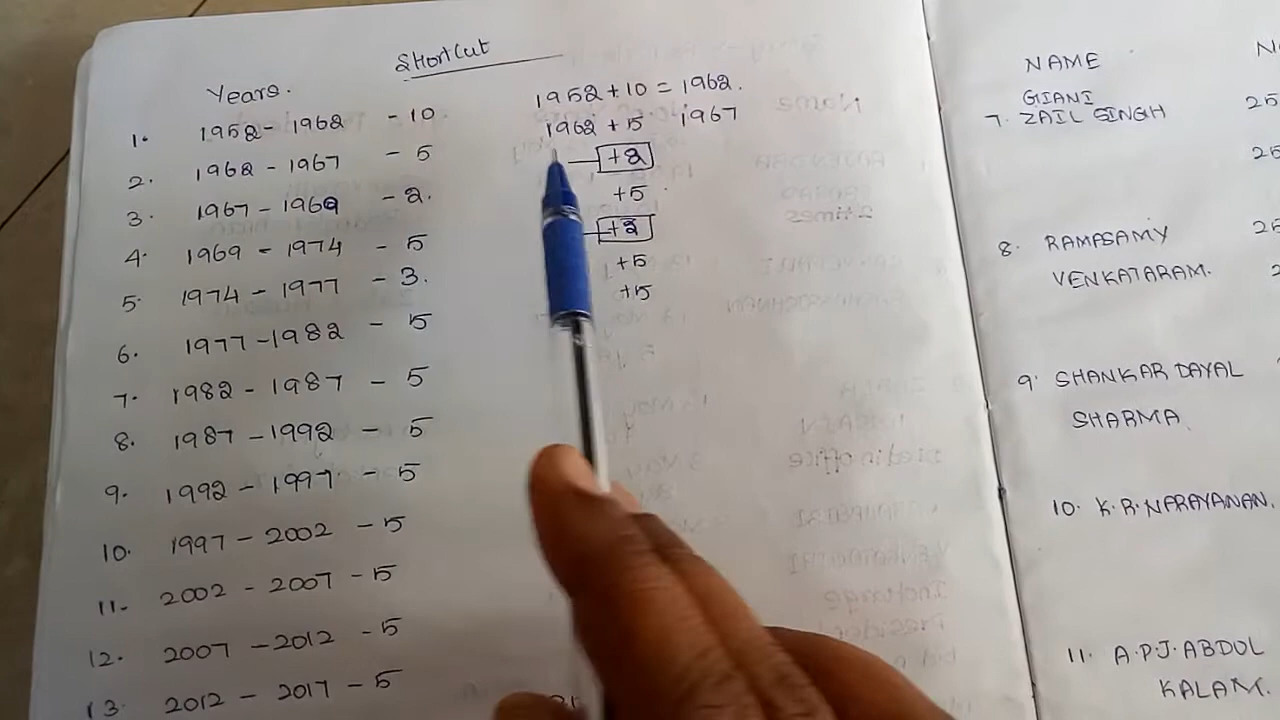 Shortcut
Years.
1. 1952 - 1962 - 10
2. 1962 - 1967 - 5
3. 1967 - 1969 - 2.
4. 1969 - 1974 - 5
5. 1974 - 1977 - 3.
6. 1977 - 1982 - 5
7. 1982 - 1987 - 5
8. 1987 - 1992 - 5
9. 1992 - 1997 - 5
10. 1997 - 2002 - 5
11. 2002 - 2007 - 5
12. 2007 - 2012 - 5
13 2012 - 2017 - 5
1952 + 10 = 1962.
1962 + 5 1967
+2
+5
+5
+5
NAME
7. GIANI
ZAIL SINGH 25
25
8. RAMASAMY 25
VENKATARAM.
9. SHANKAR DAYAL
SHARMA
10. K.R.NARAYANAN.
11. A.P.J. ABDUL
KALAM.